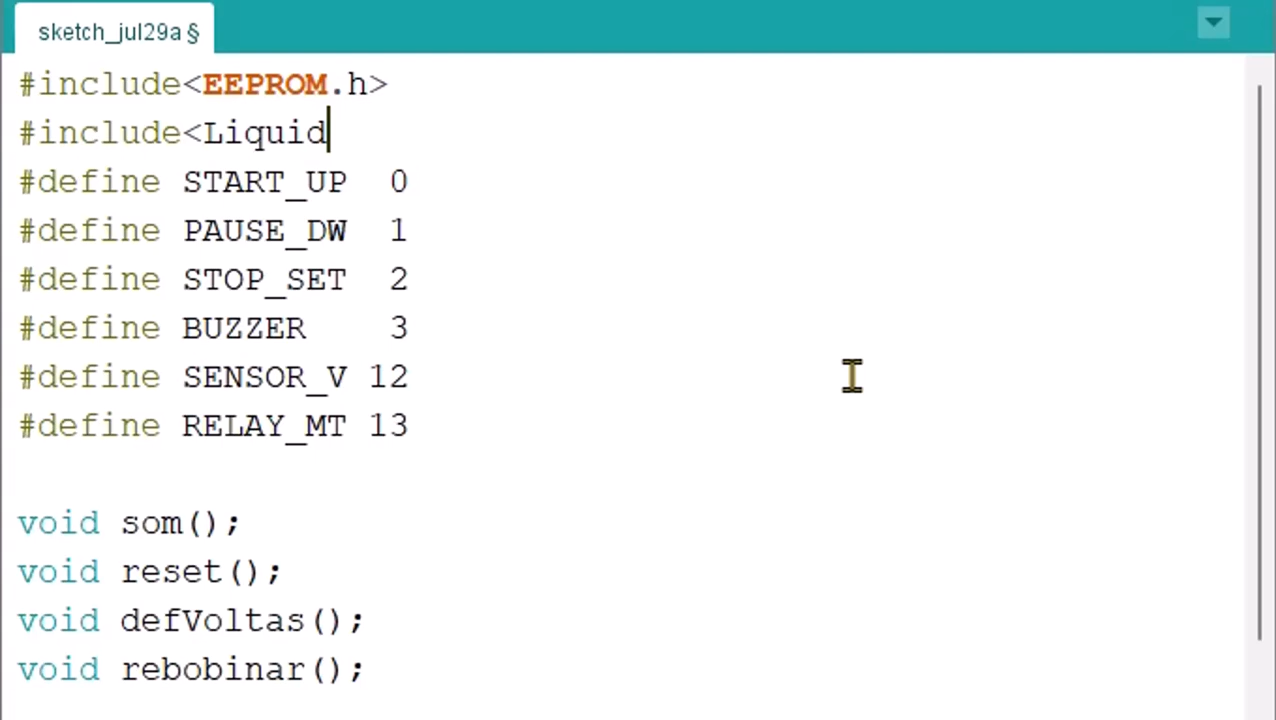 sketch_jul29a §
#include<EEPROM.h>
#include<Liquid
#define START_UP  0
#define PAUSE_DW  1
#define STOP_SET  2
#define BUZZER    3
#define SENSOR_V 12
#define RELAY_MT 13
void som();
void reset();
void defVoltas();
void rebobinar();